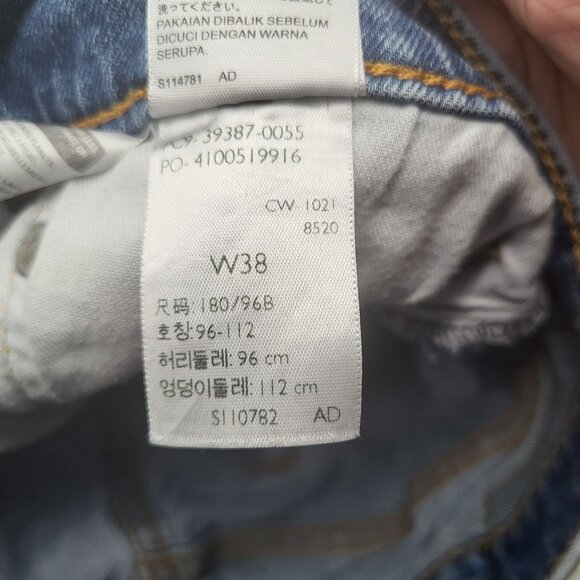 洗ってください
PAKAIAN DIBALIK SEBELUM
DICUCI DENGAN WARNA
SERUPA.
S114781 AD
PC9- 39387-0055
PO- 4100519916
CW 1021
8520
W38
尺码: 180/96B
호칭: 96-112
허리둘레: 96 cm
엉덩이둘레: 112 cm
S110782 AD